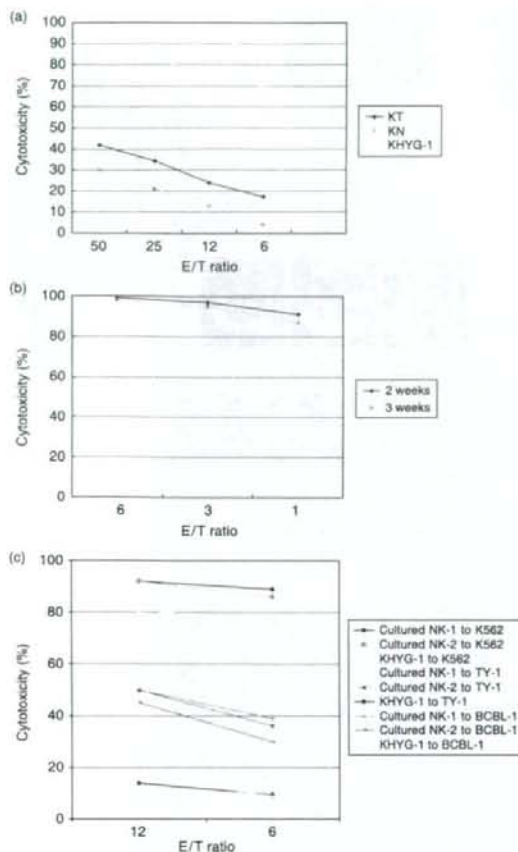 (a)
100
90
80
70
60
50
40
30
20
10
0
Cytotoxicity (%)
50 25 12 6
E/T ratio
KT
KN
KHYG-1
(b)
100
80
60
40
20
0
Cytotoxicity (%)
6 3 1
E/T ratio
2 weeks
3 weeks
(c)
100
80
60
40
20
0
Cytotoxicity (%)
12 6
E/T ratio
Cultured NK-1 to K562
Cultured NK-2 to K562
KHYG-1 to K562
Cultured NK-1 to TY-1
Cultured NK-2 to TY-1
KHYG-1 to TY-1
Cultured NK-1 to BCBL-1
Cultured NK-2 to BCBL-1
KHYG-1 to BCBL-1